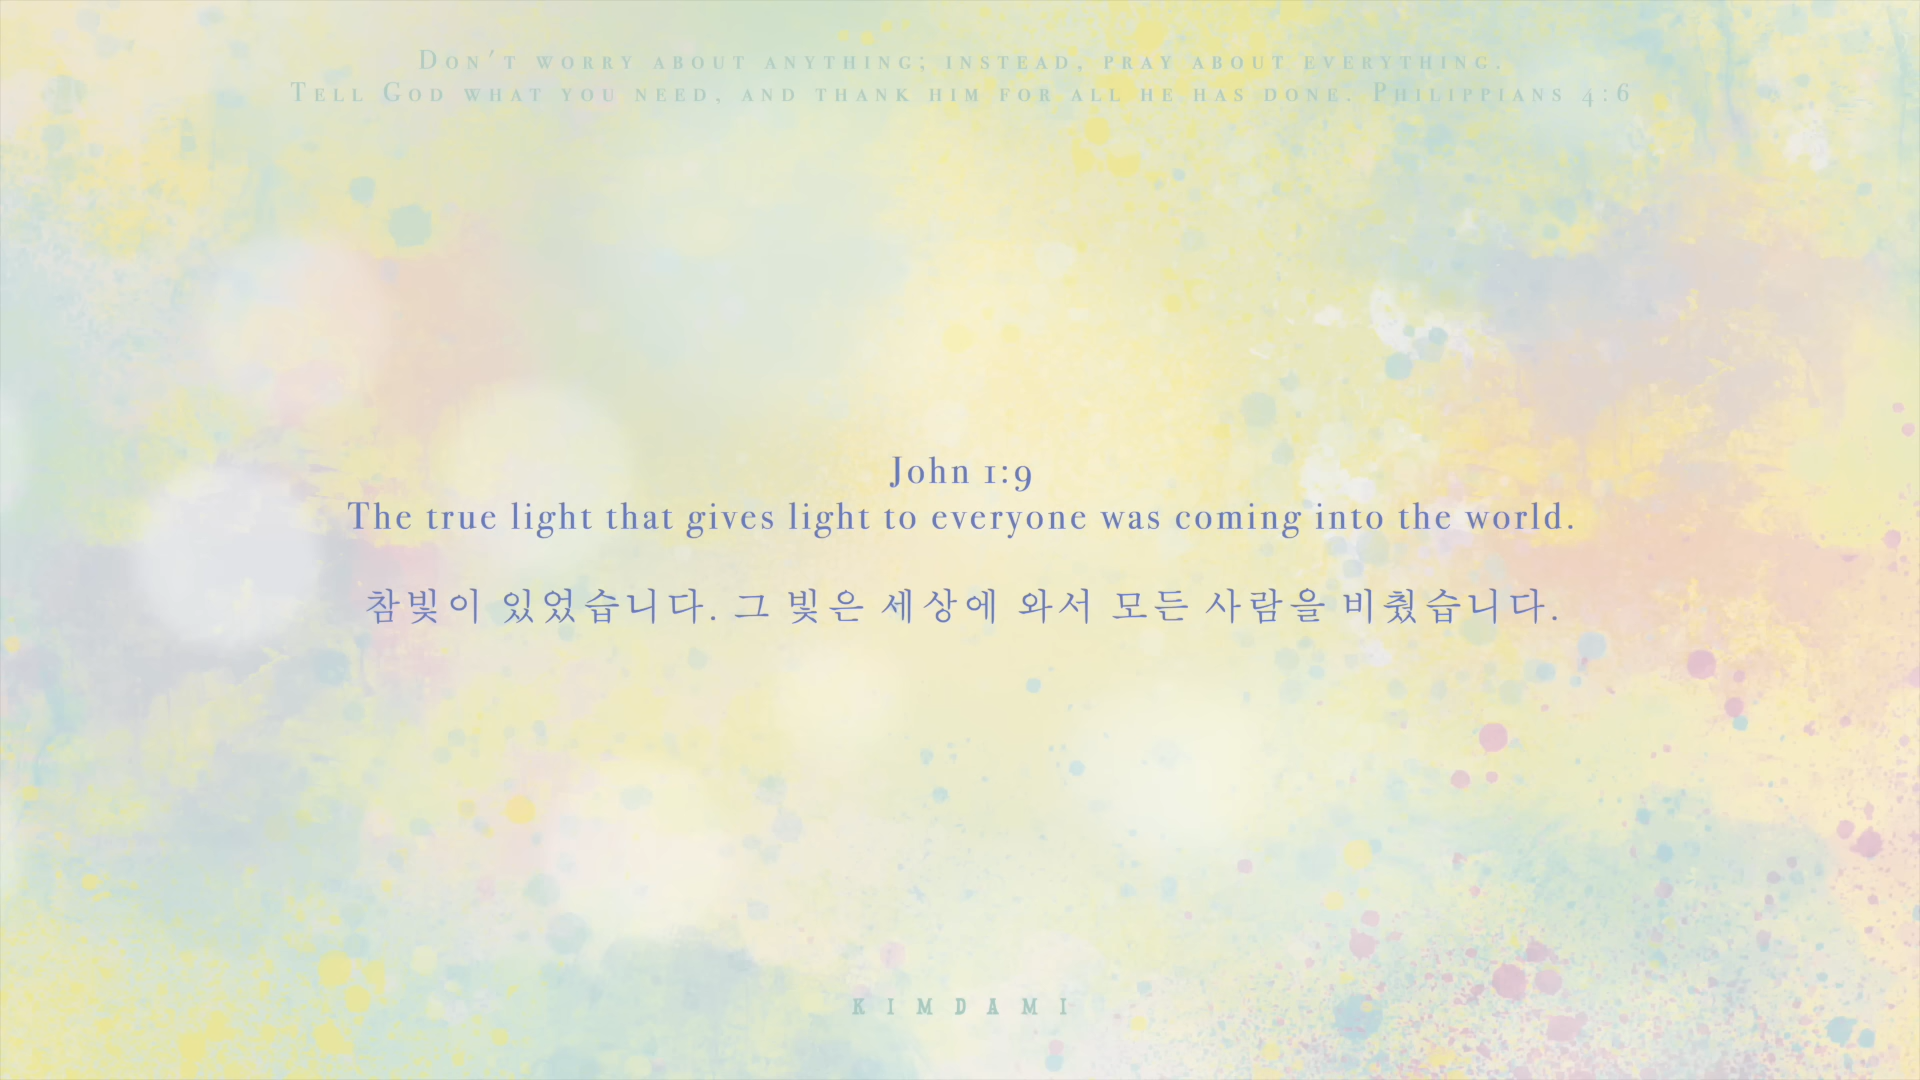 Don't worry about anything; instead, pray about everything.
Tell God what you need, and thank him for all he has done. Philippians 4:6
John 1:9
The true light that gives light to everyone was coming into the world.
참빛이 있었습니다. 그 빛은 세상에 와서 모든 사람을 비췄습니다.
KIMDAMI